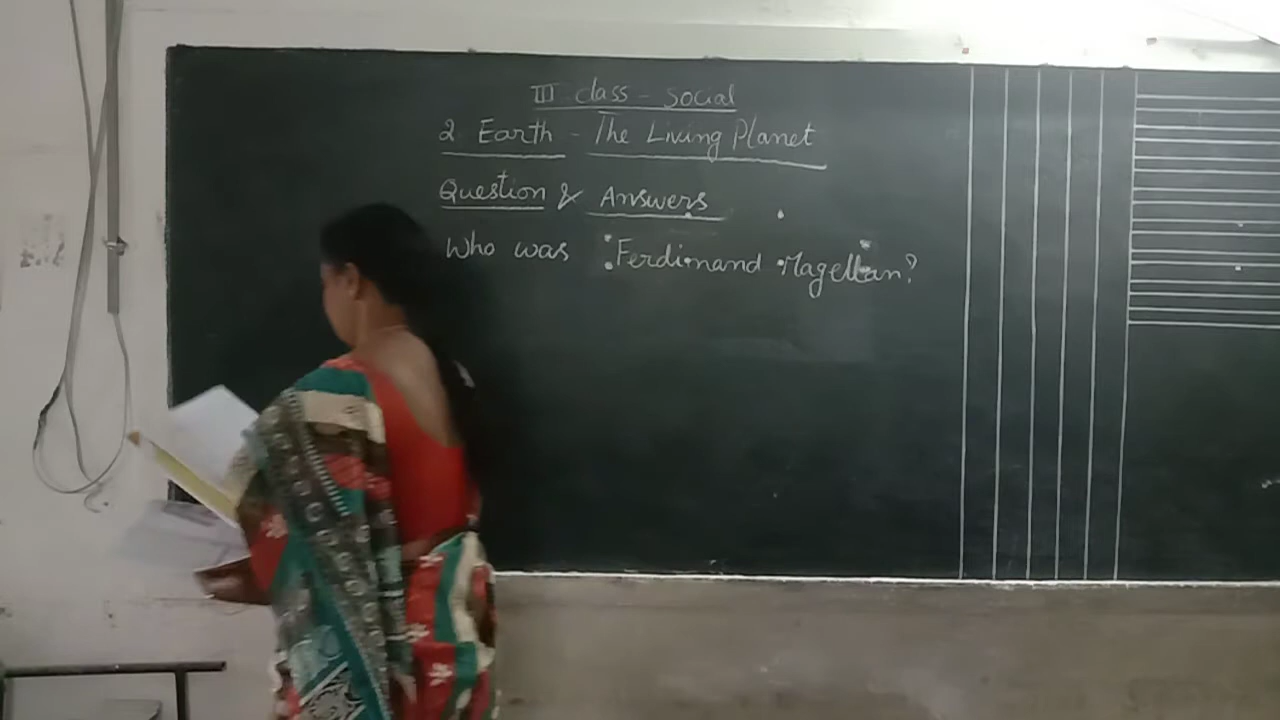 III class - Social
2 Earth - The Living Planet
Question & Answers
Who was Ferdinand Magellan?